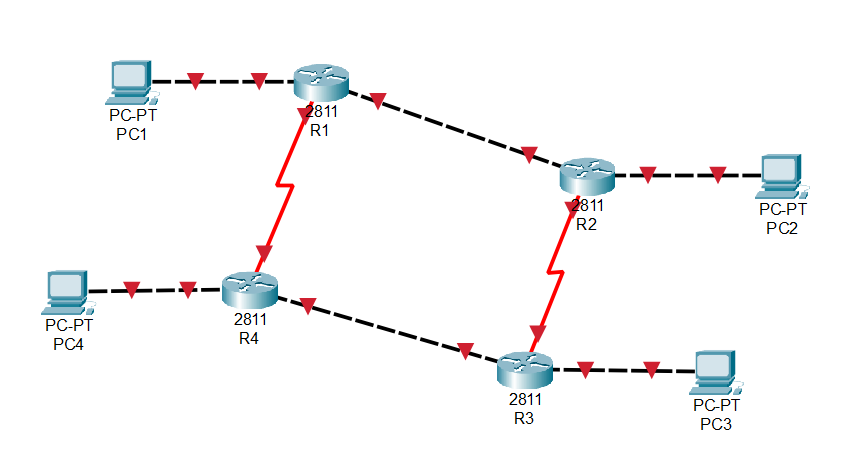 PC-PT
PC1
2811
R1
2811
R2
PC-PT
PC2
PC-PT
PC4
2811
R4
2811
R3
PC-PT
PC3